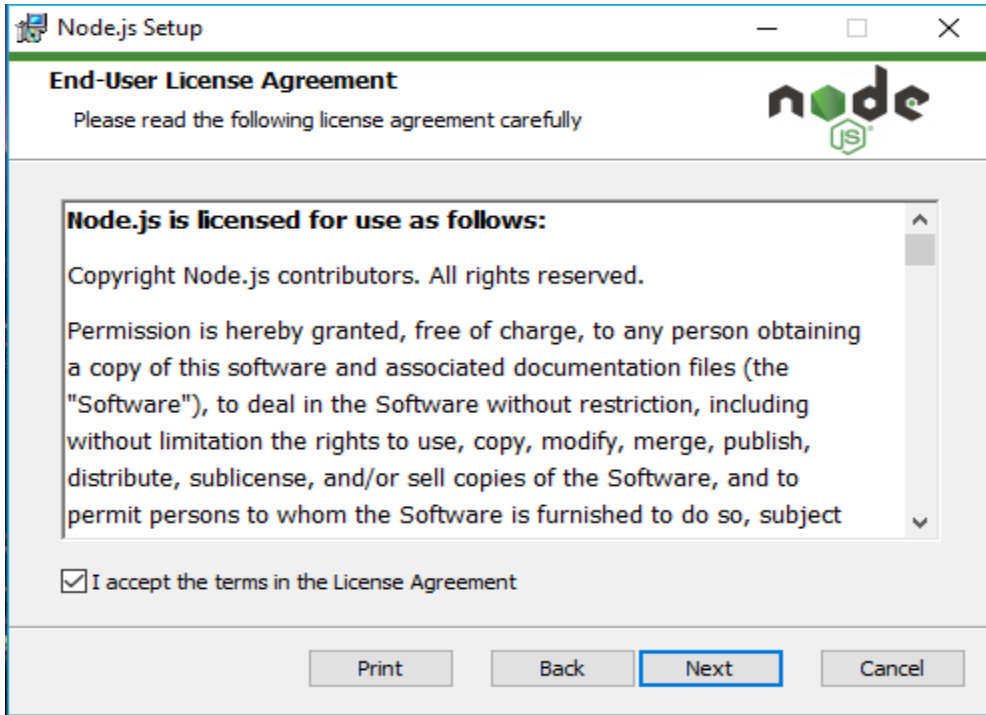 Node.js Setup
End-User License Agreement
Please read the following license agreement carefully
node
JS
Node.js is licensed for use as follows:
Copyright Node.js contributors. All rights reserved.
Permission is hereby granted, free of charge, to any person obtaining
a copy of this software and associated documentation files (the
"Software"), to deal in the Software without restriction, including
without limitation the rights to use, copy, modify, merge, publish,
distribute, sublicense, and/or sell copies of the Software, and to
permit persons to whom the Software is furnished to do so, subject
I accept the terms in the License Agreement
Print Back Next Cancel